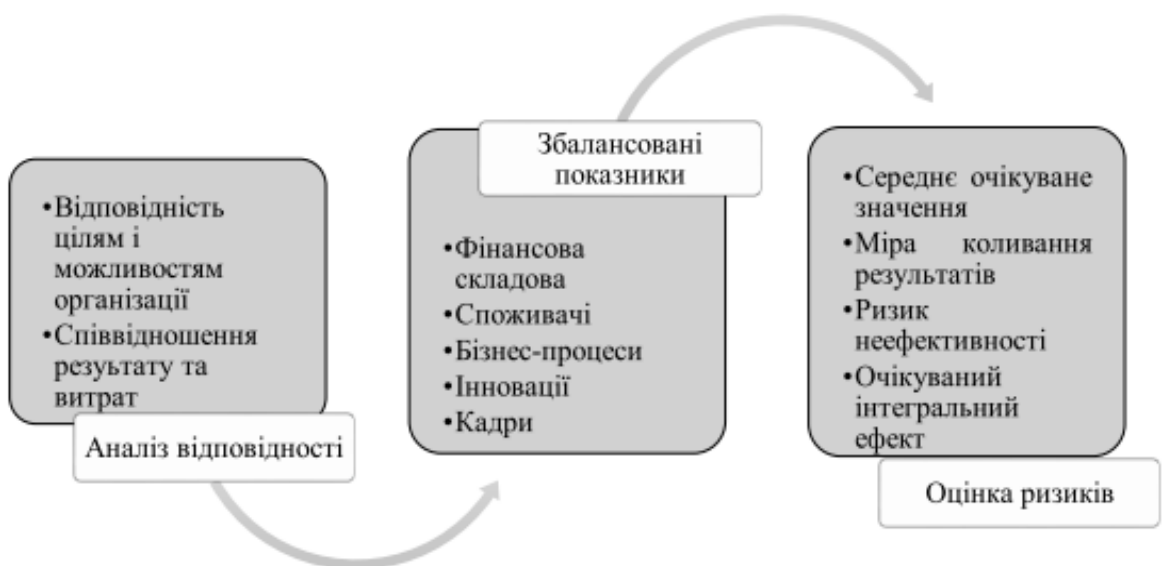 •Відповідність
цілям і
можливостям
організації
•Співвідношення
резуьтату та
витрат
Аналіз відповідності
Збалансовані
показники
•Фінансова
складова
•Споживачі
•Бізнес-процеси
•Інновації
•Кадри
•Середнє очікуване
значення
•Міра коливання
результатів
•Ризик
неефективності
•Очікуваний
інтегральний
ефект
Оцінка ризиків